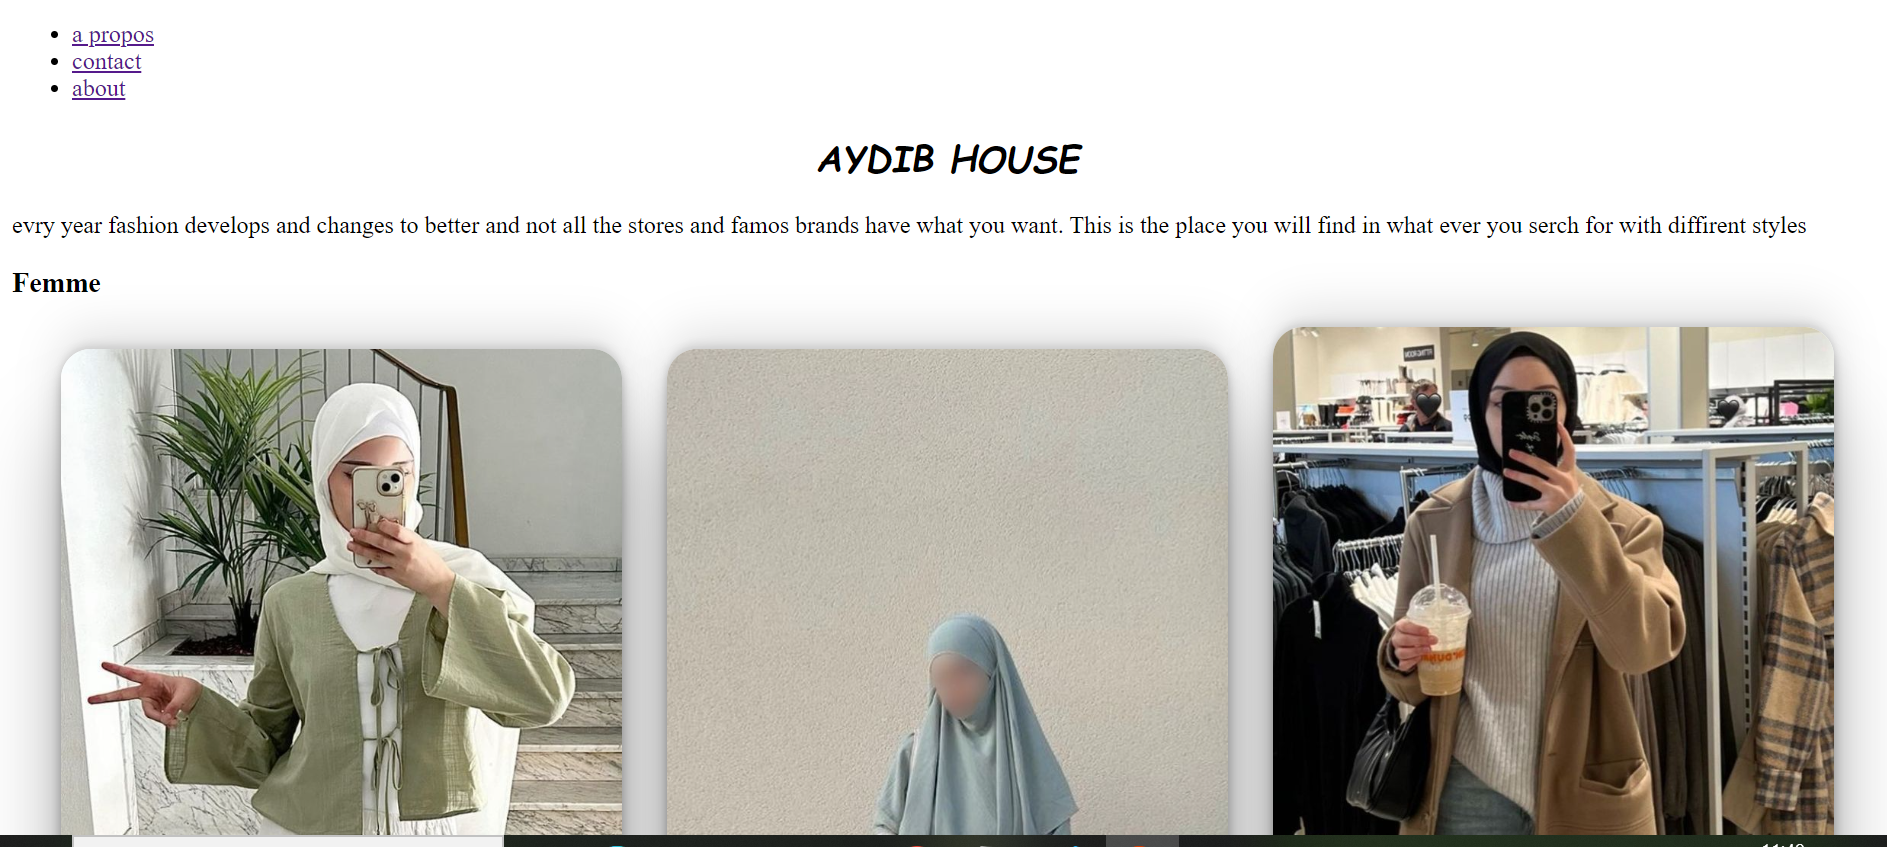 a propos
contact
about
AYDIB HOUSE
evry year fashion develops and changes to better and not all the stores and famos brands have what you want. This is the place you will find in what ever you serch for with diffirent styles
Femme